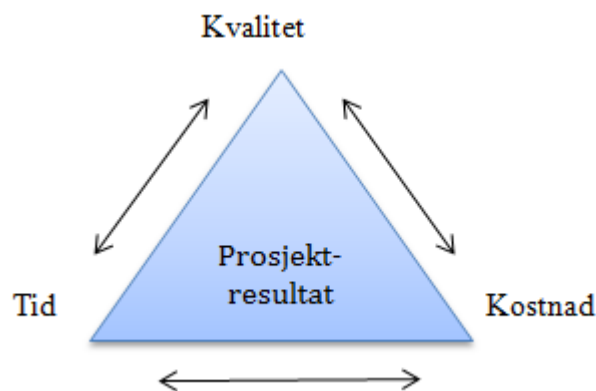 Kvalitet
Prosjekt-
resultat
Tid
Kostnad